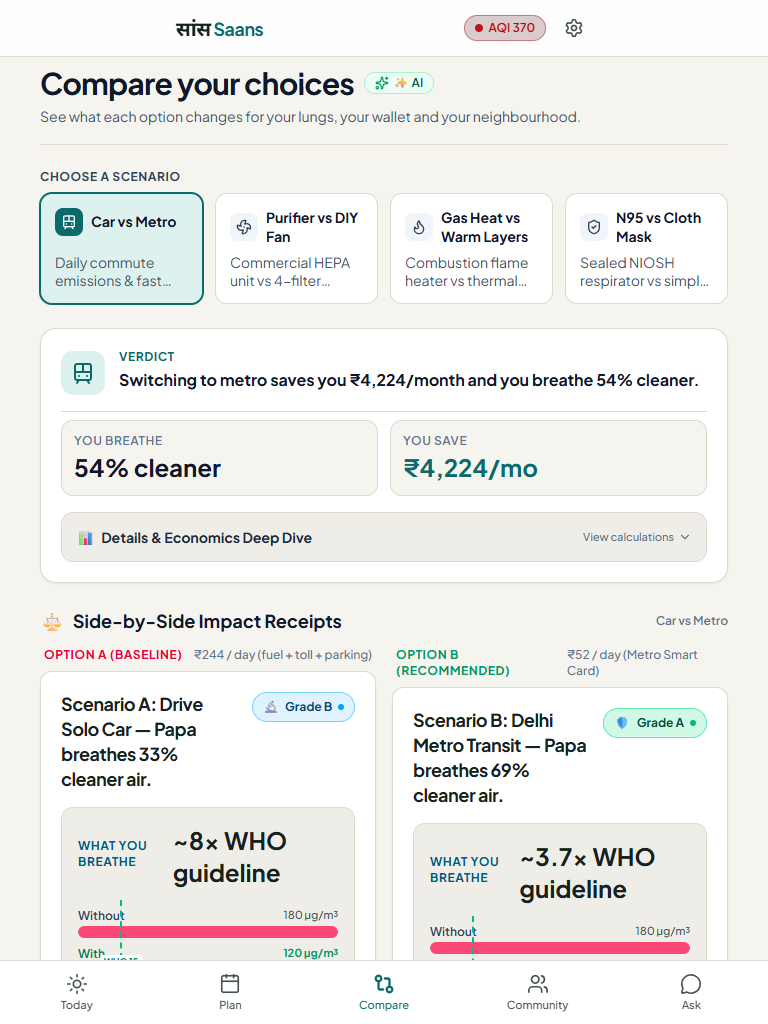 सांस Saans
AQI 370
Compare your choices
AI
See what each option changes for your lungs, your wallet and your neighbourhood.
CHOOSE A SCENARIO
Car vs Metro
Daily commute
emissions & fast...
Purifier vs DIY
Fan
Commercial HEPA
unit vs 4-filter...
Gas Heat vs
Warm Layers
Combustion flame
heater vs thermal...
N95 vs Cloth
Mask
Sealed NIOSH
respirator vs simpl...
VERDICT
Switching to metro saves you ₹4,224/month and you breathe 54% cleaner.
YOU BREATHE
54% cleaner
YOU SAVE
₹4,224/mo
Details & Economics Deep Dive
View calculations
Side-by-Side Impact Receipts
Car vs Metro
OPTION A (BASELINE)
₹244 / day (fuel + toll + parking)
Scenario A: Drive
Solo Car — Papa
breathes 33%
cleaner air.
Grade B
WHAT YOU
BREATHE
~8× WHO
guideline
Without
180 µg/m³
With
120 µg/m³
OPTION B
(RECOMMENDED)
₹52 / day (Metro Smart
Card)
Scenario B: Delhi
Metro Transit — Papa
breathes 69%
cleaner air.
Grade A
WHAT YOU
BREATHE
~3.7× WHO
guideline
Without
180 µg/m³
Today
Plan
Compare
Community
Ask